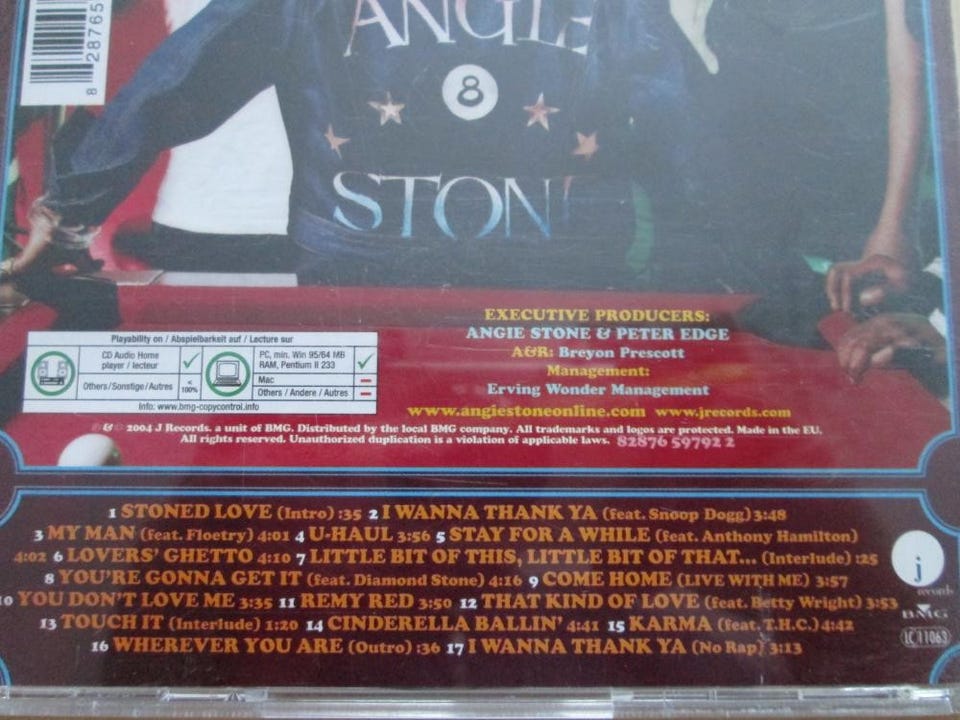 8 28765
ANGIE
8
STON
EXECUTIVE PRODUCERS:
ANGIE STONE & PETER EDGE
A&R: Breyon Prescott
Management:
Erving Wonder Management
www.angiestoneonline.com www.jrecords.com
Playability on / Abspielbarkeit auf / Lecture sur
CD Audio Home player / lecteur
Others/Sonstige/Autres < 100%
PC, min. Win 95/64 MB RAM, Pentium II 233
Mac
Others / Andere / Autres
Info: www.bmg-copycontrol.info
℗ & © 2004 J Records. a unit of BMG. Distributed by the local BMG company. All trademarks and logos are protected. Made in the EU.
All rights reserved. Unauthorized duplication is a violation of applicable laws. 82876 59792 2
1 STONED LOVE (Intro) :35 2 I WANNA THANK YA (feat. Snoop Dogg) 3:48
3 MY MAN (feat. Floetry) 4:01 4 U-HAUL 3:56 5 STAY FOR A WHILE (feat. Anthony Hamilton)
4:02 6 LOVERS' GHETTO 4:10 7 LITTLE BIT OF THIS, LITTLE BIT OF THAT... (Interlude) :25
8 YOU'RE GONNA GET IT (feat. Diamond Stone) 4:16 9 COME HOME (LIVE WITH ME) 3:57
10 YOU DON'T LOVE ME 3:35 11 REMY RED 3:50 12 THAT KIND OF LOVE (feat. Betty Wright) 3:53
13 TOUCH IT (Interlude) 1:20 14 CINDERELLA BALLIN' 4:41 15 KARMA (feat. T.H.C.) 4:42
16 WHEREVER YOU ARE (Outro) :36 17 I WANNA THANK YA (No Rap) 3:13
j
records
BMG
LC 11063